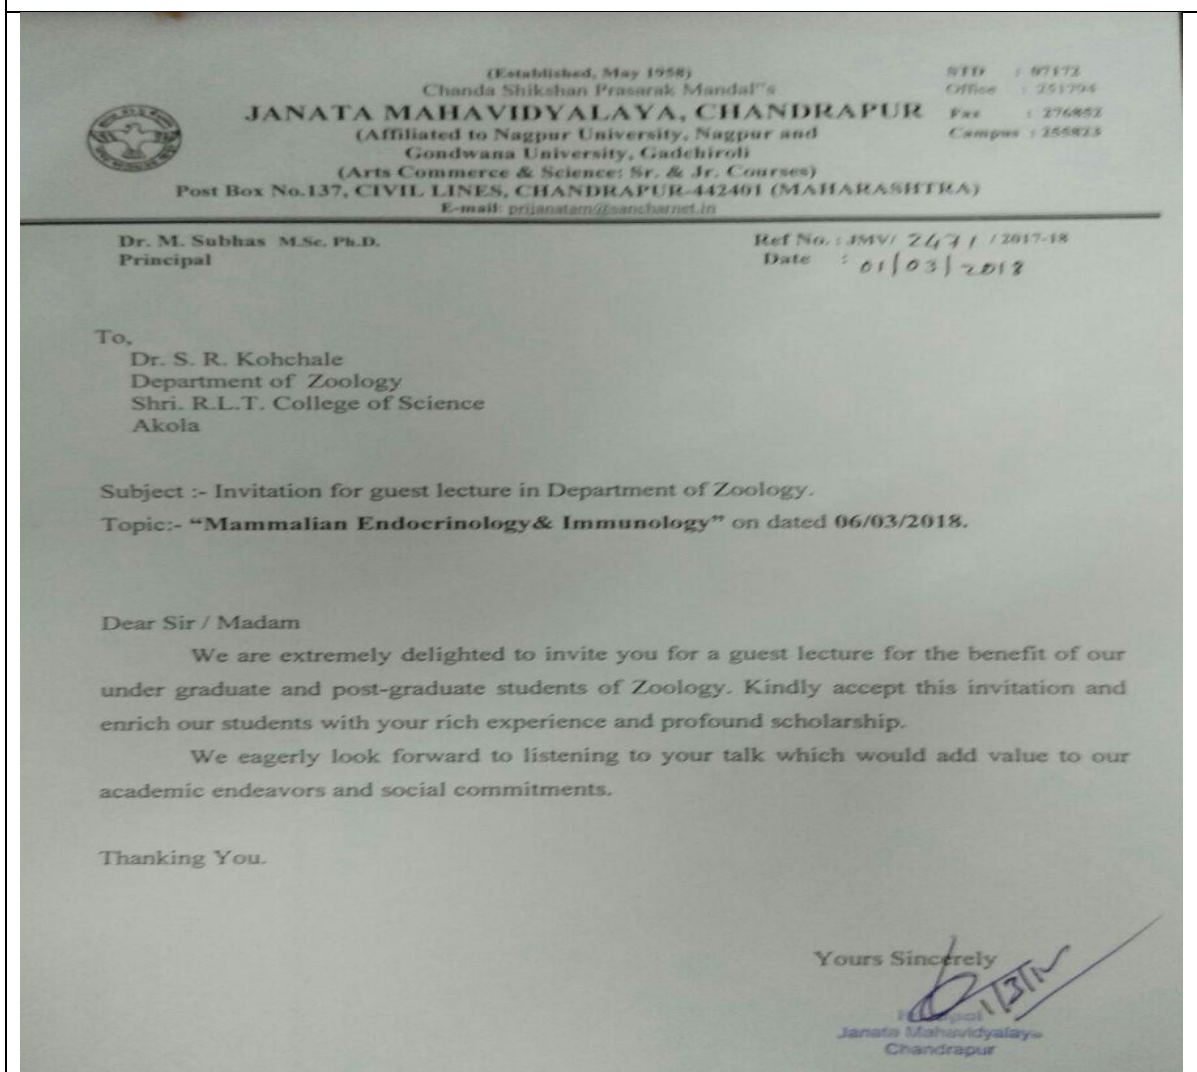 (Established, May 1958)
Chanda Shikshan Prasarak Mandal"s
JANATA MAHAVIDYALAYA, CHANDRAPUR
(Affiliated to Nagpur University, Nagpur and
Gondwana University, Gadchiroli
(Arts Commerce & Science: Sr. & Jr. Courses)
Post Box No.137, CIVIL LINES, CHANDRAPUR-442401 (MAHARASHTRA)
E-mail: prijanatam@sancharnet.in
STD : 07172
Office : 251794
Fax : 276852
Campus : 255823
Dr. M. Subhas M.Sc. Ph.D.
Principal
Ref No. : JMV/ 2471 / 2017-18
Date : 01/03/2018
To,
Dr. S. R. Kohchale
Department of Zoology
Shri. R.L.T. College of Science
Akola
Subject :- Invitation for guest lecture in Department of Zoology.
Topic:- “Mammalian Endocrinology& Immunology” on dated 06/03/2018.
Dear Sir / Madam
We are extremely delighted to invite you for a guest lecture for the benefit of our
under graduate and post-graduate students of Zoology. Kindly accept this invitation and
enrich our students with your rich experience and profound scholarship.
We eagerly look forward to listening to your talk which would add value to our
academic endeavors and social commitments.
Thanking You.
Yours Sincerely
Principal
Janata Mahavidyalaya
Chandrapur